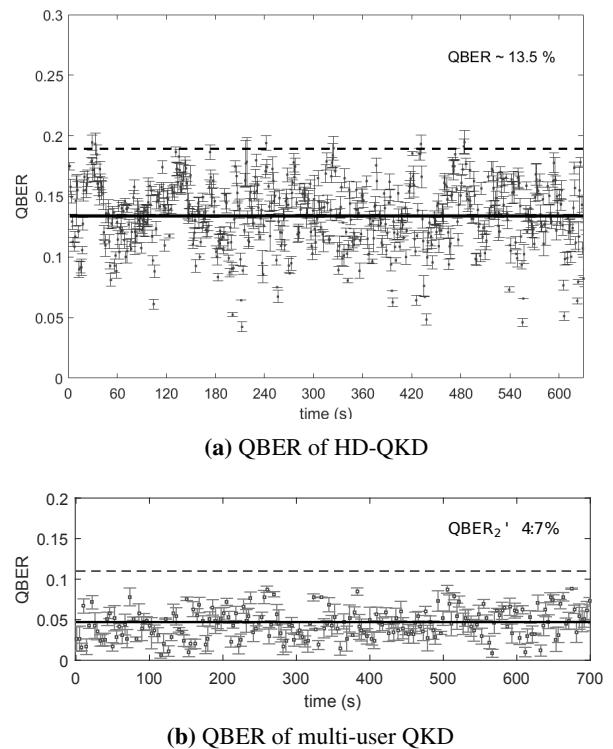 0.3
QBER ~ 13.5 %
0.25
0.2
0.15
0.1
0.05
0
QBER
0 60 120 180 240 300 360 420 480 540 600
time (s)
(a) QBER of HD-QKD
0.2
QBER2 ' 4:7%
0.15
0.1
0.05
0
QBER
0 100 200 300 400 500 600 700
time (s)
(b) QBER of multi-user QKD